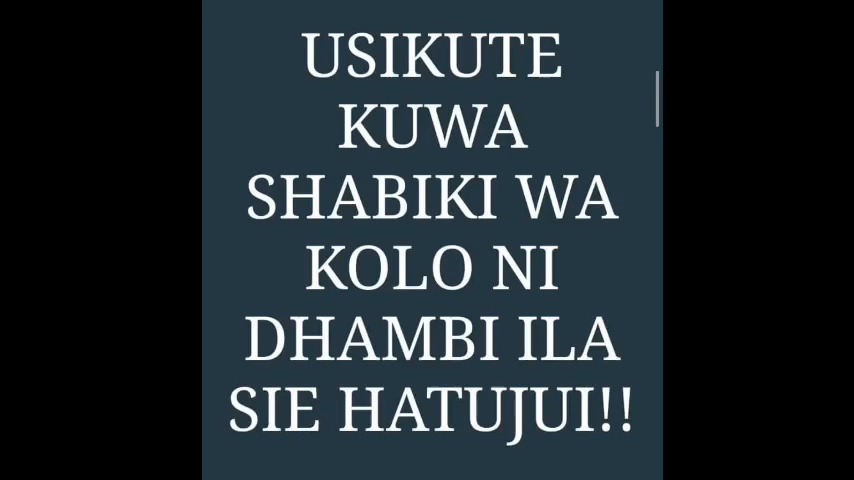 USIKUTE
KUWA
SHABIKI WA
KOLO NI
DHAMBI ILA
SIE HATUJUI!!